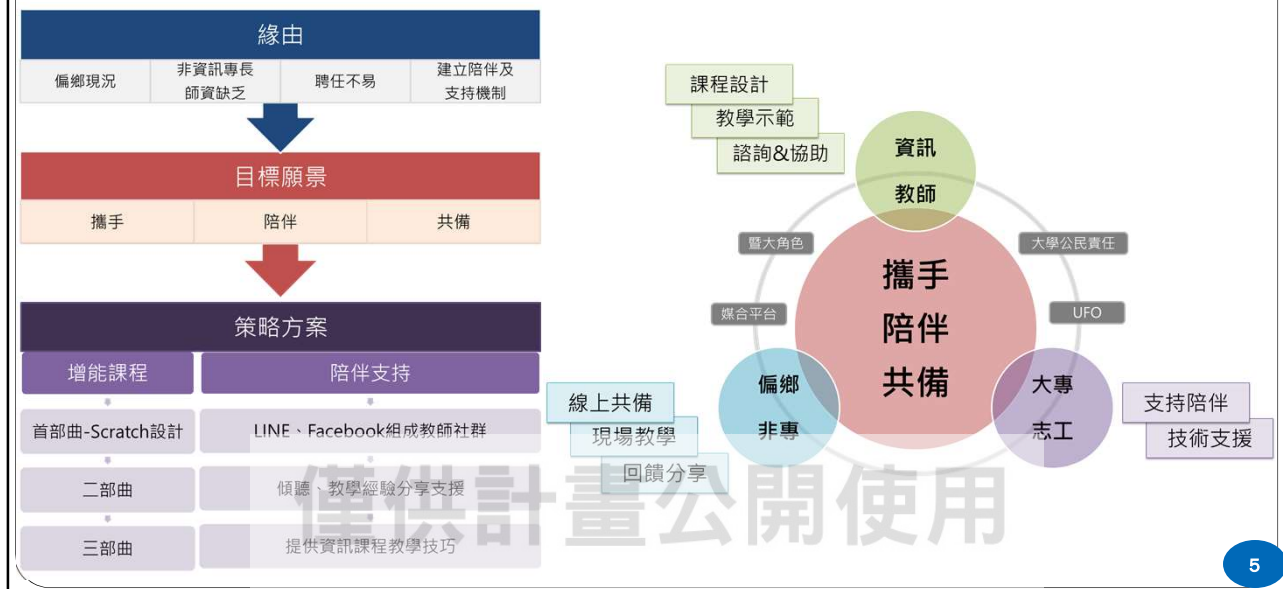 緣由
偏鄉現況
非資訊專長
師資缺乏
聘任不易
建立陪伴及
支持機制
目標願景
攜手
陪伴
共備
策略方案
增能課程
陪伴支持
首部曲-Scratch設計
LINE、Facebook組成教師社群
二部曲
傾聽、教學經驗分享支援
三部曲
提供資訊課程教學技巧
課程設計
教學示範
諮詢&協助
資訊
教師
暨大角色
大學公民責任
媒合平台
UFO
攜手
陪伴
共備
偏鄉
非專
大專
志工
線上共備
現場教學
回饋分享
支持陪伴
技術支援
僅供計畫公開使用
5